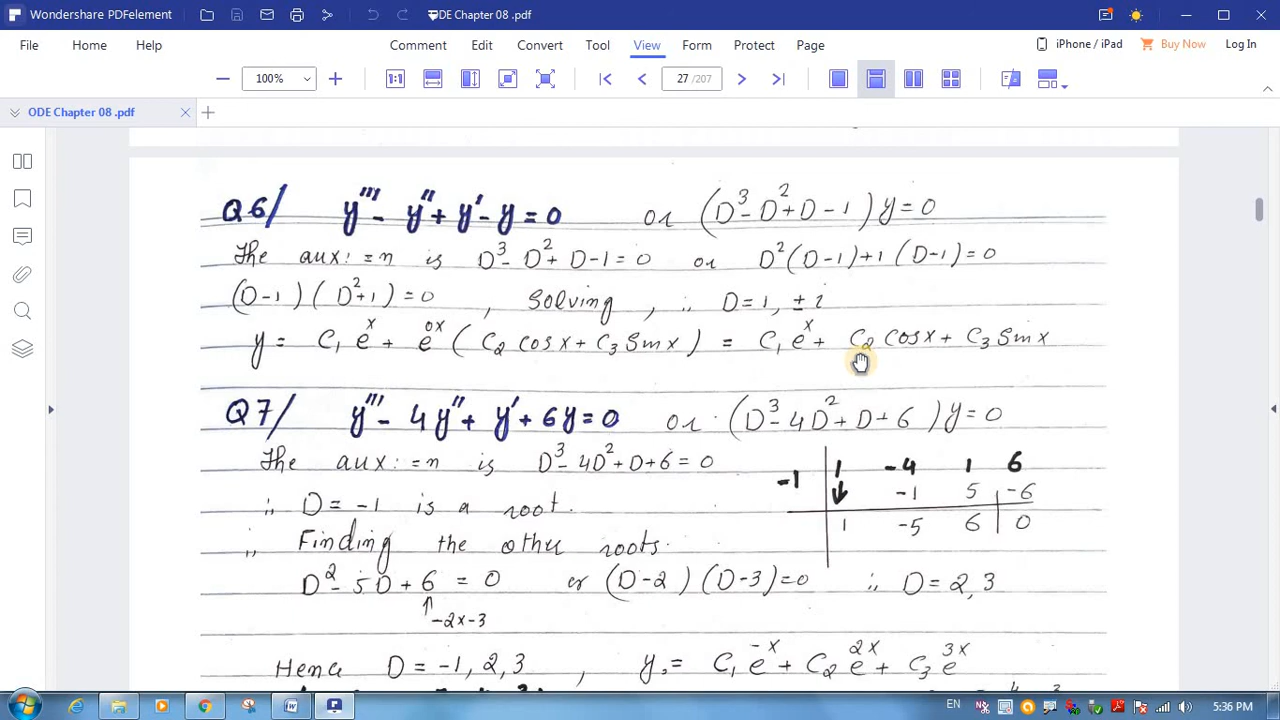 Wondershare PDFelement
ODE Chapter 08.pdf
File Home Help Comment Edit Convert Tool View Form Protect Page iPhone / iPad Buy Now Log In
100% 27 /207
ODE Chapter 08 .pdf
Q6/ y''' - y'' + y' - y = 0 or (D³ - D² + D - 1) y = 0
The aux: =n is D³ - D² + D - 1 = 0 or D²(D-1) + 1 (D-1) = 0
(D-1) (D²+1) = 0 , Solving , ∴ D = 1, ± i
y = C₁ eˣ + e⁰ˣ ( C₂ cos x + C₃ Sin x ) = C₁ eˣ + C₂ Cos x + C₃ Sin x
Q7/ y''' - 4y'' + y' + 6y = 0 or (D³ - 4D² + D + 6) y = 0
The aux: =n is D³ - 4D² + D + 6 = 0
-1 | 1 -4 1 6
∴ D = -1 is a root.
-1 5 -6
1 -5 6 0
∴ Finding the other roots.
D² - 5D + 6 = 0 or (D-2) (D-3) = 0 ∴ D = 2, 3
-2x-3
Hence D = -1, 2, 3 , y = C₁ e⁻ˣ + C₂ e²ˣ + C₃ e³ˣ
EN 5:36 PM